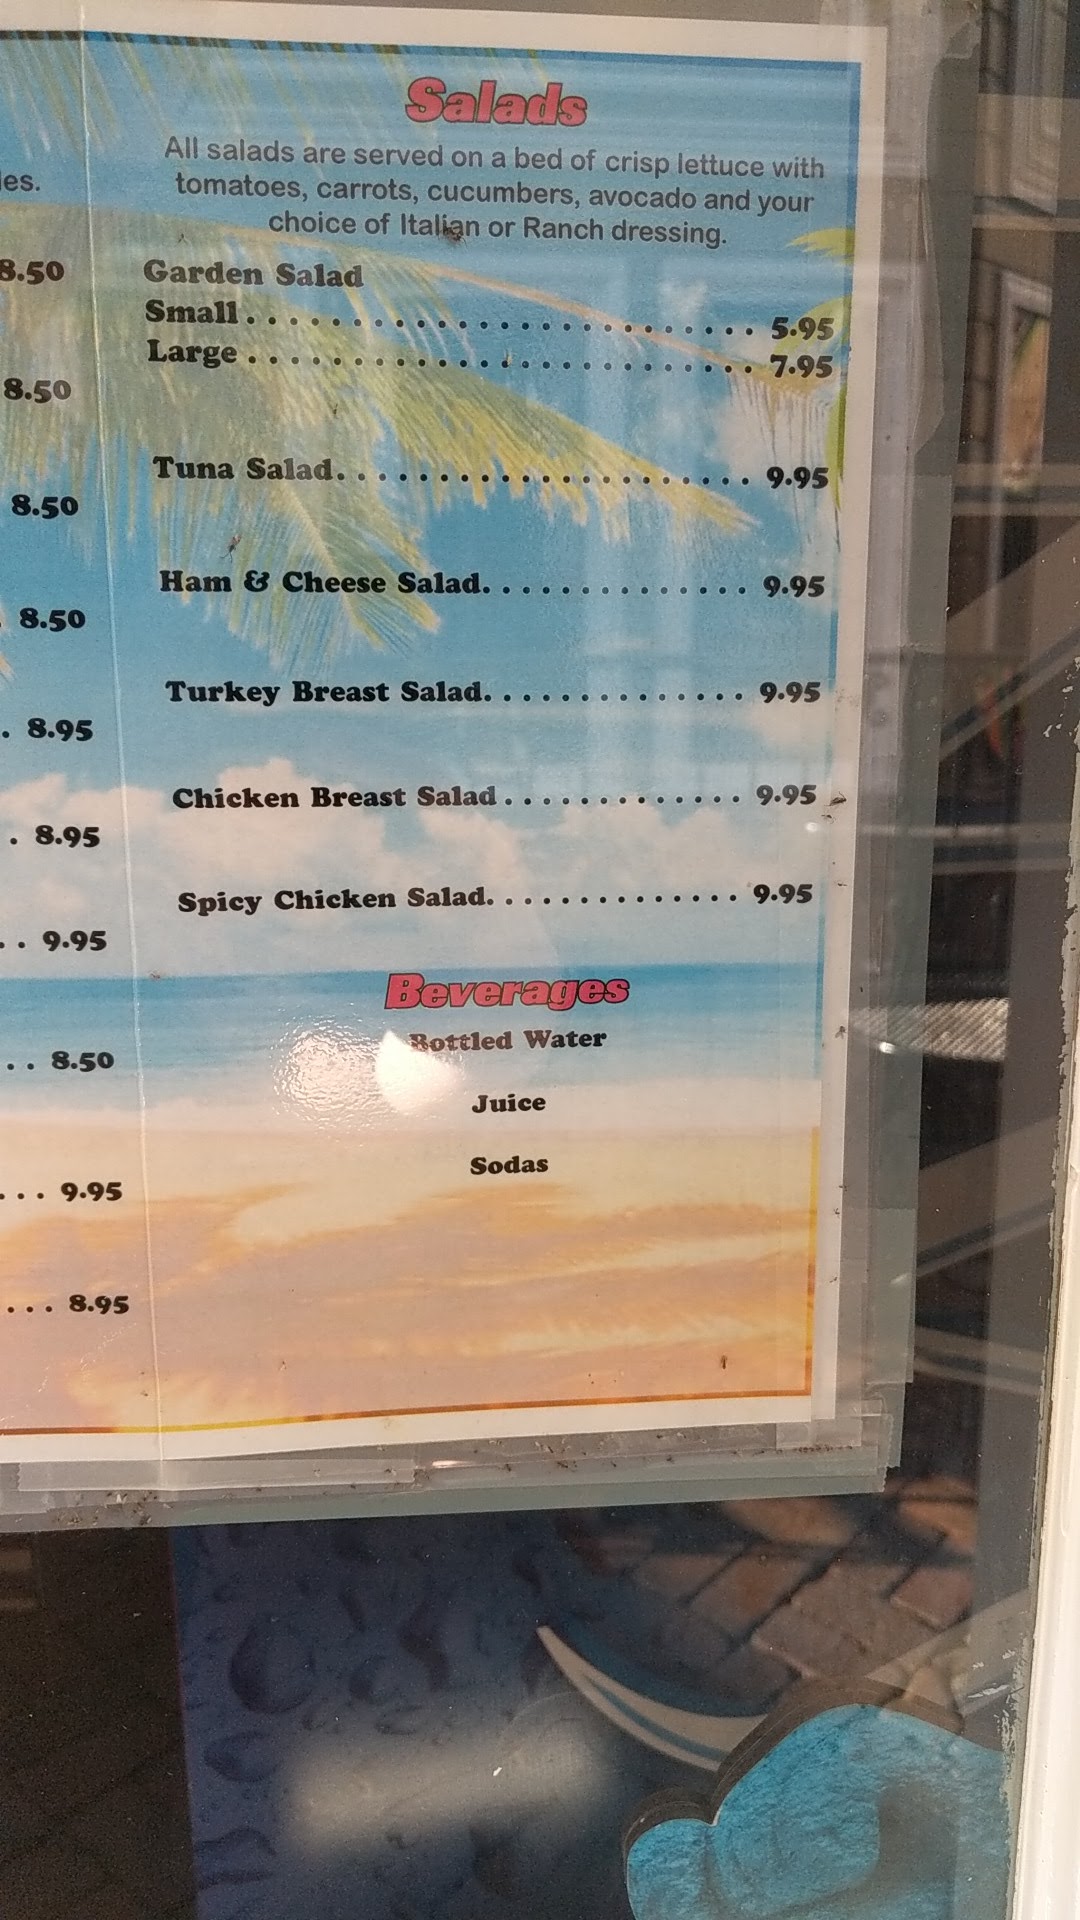 les.
8.50
8.50
8.50
. 8.50
. 8.95
. 8.95
. . 9.95
. . 8.50
. . . 9.95
. . . 8.95
Salads
All salads are served on a bed of crisp lettuce with
tomatoes, carrots, cucumbers, avocado and your
choice of Italian or Ranch dressing.
Garden Salad
Small . . . . . . . . . . . . . . . . . . . . . . . . 5.95
Large . . . . . . . . . . . . . . . . . . . . . . . . 7.95
Tuna Salad. . . . . . . . . . . . . . . . . . . . 9.95
Ham & Cheese Salad. . . . . . . . . . . . . . 9.95
Turkey Breast Salad. . . . . . . . . . . . . . 9.95
Chicken Breast Salad . . . . . . . . . . . . . 9.95
Spicy Chicken Salad. . . . . . . . . . . . . . 9.95
Beverages
Bottled Water
Juice
Sodas